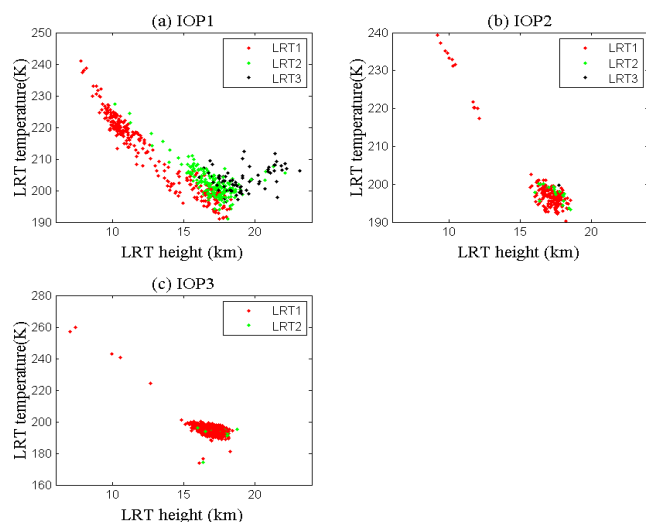 (a) IOP1
250
240
230
220
210
200
190
LRT temperature(K)
10
15
20
LRT height (km)
LRT1
LRT2
LRT3
(b) IOP2
240
230
220
210
200
190
LRT temperature(K)
10
15
20
LRT height (km)
LRT1
LRT2
LRT3
(c) IOP3
280
260
240
220
200
180
160
LRT temperature(K)
10
15
20
LRT height (km)
LRT1
LRT2